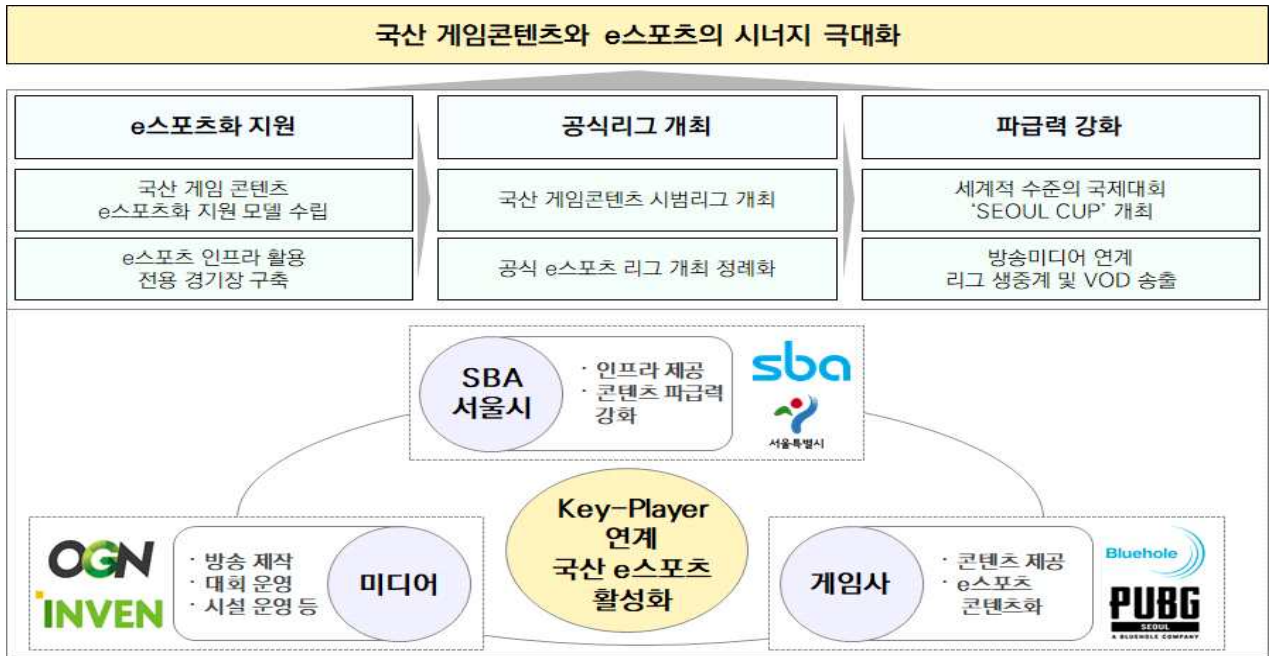 국산 게임콘텐츠와 e스포츠의 시너지 극대화
e스포츠화 지원
공식리그 개최
파급력 강화
국산 게임 콘텐츠
e스포츠화 지원 모델 수립
국산 게임콘텐츠 시범리그 개최
세계적 수준의 국제대회
‘SEOUL CUP’ 개최
e스포츠 인프라 활용
전용 경기장 구축
공식 e스포츠 리그 개최 정례화
방송미디어 연계
리그 생중계 및 VOD 송출
SBA
서울시
· 인프라 제공
· 콘텐츠 파급력
강화
sba
서울특별시
Key-Player
연계
국산 e스포츠
활성화
OGN
INVEN
· 방송 제작
· 대회 운영
· 시설 운영 등
미디어
게임사
· 콘텐츠 제공
· e스포츠
콘텐츠화
Bluehole
PUBG
SEOUL
A BLUEHOLE COMPANY